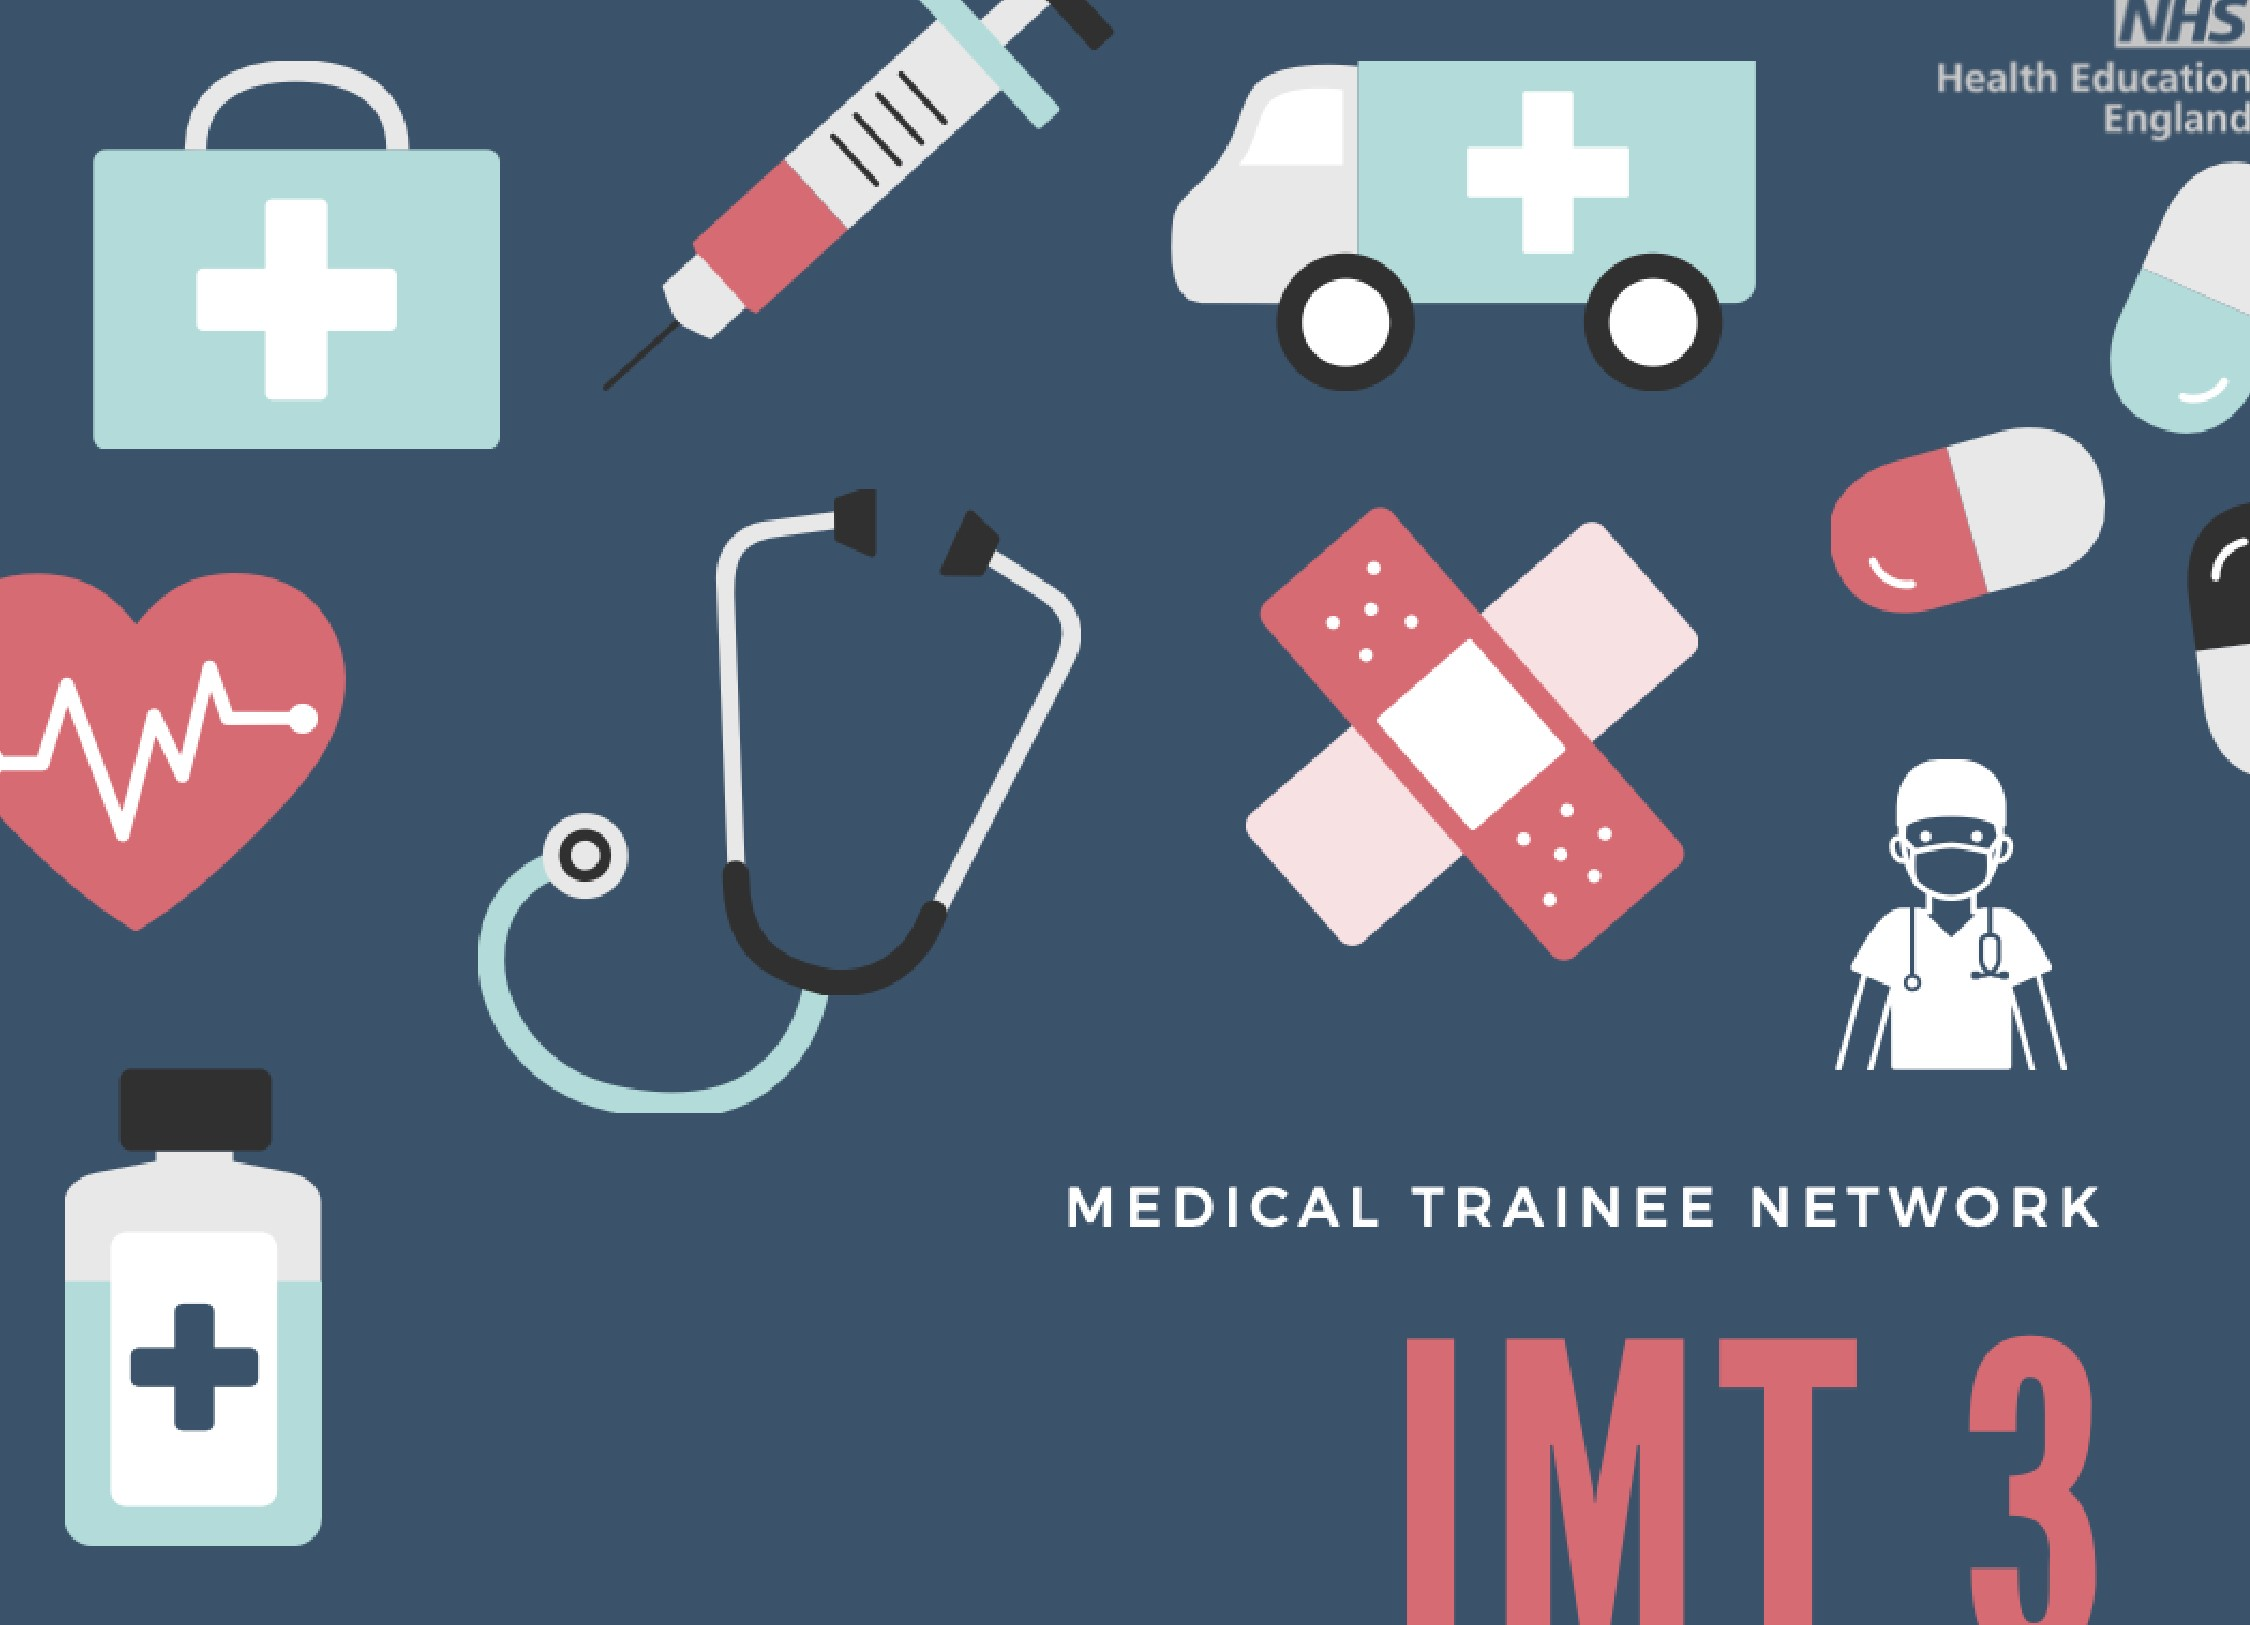 NHS
Health Education
England
MEDICAL TRAINEE NETWORK
IMT 3